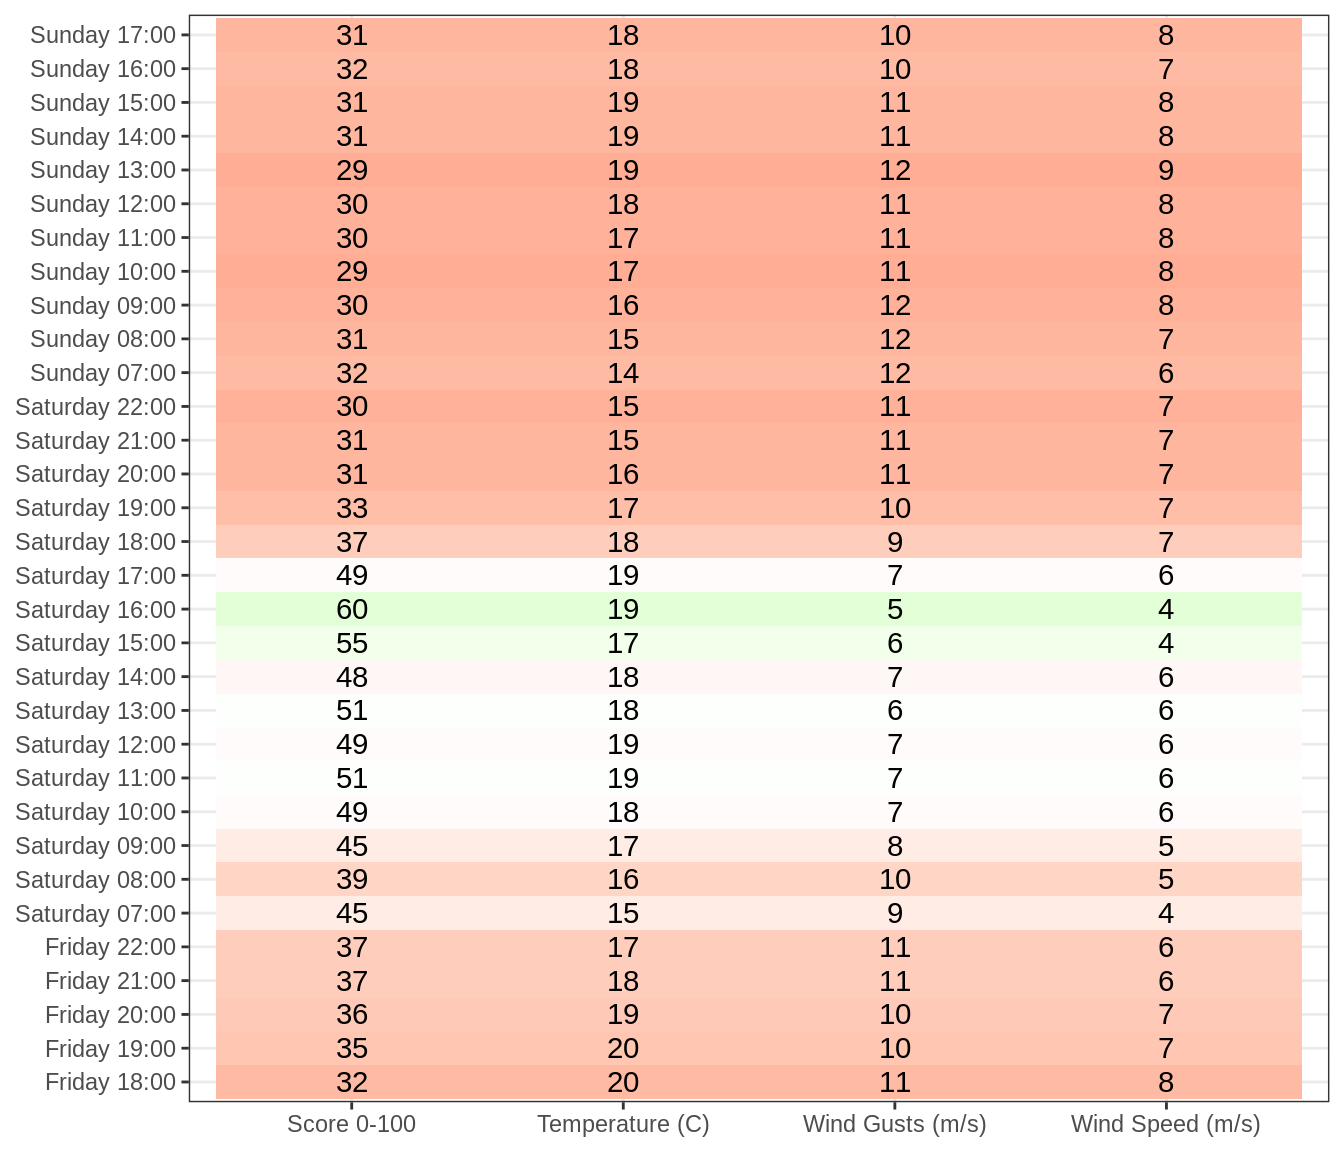 Sunday 17:00 31 18 10 8
Sunday 16:00 32 18 10 7
Sunday 15:00 31 19 11 8
Sunday 14:00 31 19 11 8
Sunday 13:00 29 19 12 9
Sunday 12:00 30 18 11 8
Sunday 11:00 30 17 11 8
Sunday 10:00 29 17 11 8
Sunday 09:00 30 16 12 8
Sunday 08:00 31 15 12 7
Sunday 07:00 32 14 12 6
Saturday 22:00 30 15 11 7
Saturday 21:00 31 15 11 7
Saturday 20:00 31 16 11 7
Saturday 19:00 33 17 10 7
Saturday 18:00 37 18 9 7
Saturday 17:00 49 19 7 6
Saturday 16:00 60 19 5 4
Saturday 15:00 55 17 6 4
Saturday 14:00 48 18 7 6
Saturday 13:00 51 18 6 6
Saturday 12:00 49 19 7 6
Saturday 11:00 51 19 7 6
Saturday 10:00 49 18 7 6
Saturday 09:00 45 17 8 5
Saturday 08:00 39 16 10 5
Saturday 07:00 45 15 9 4
Friday 22:00 37 17 11 6
Friday 21:00 37 18 11 6
Friday 20:00 36 19 10 7
Friday 19:00 35 20 10 7
Friday 18:00 32 20 11 8
Score 0-100 Temperature (C) Wind Gusts (m/s) Wind Speed (m/s)